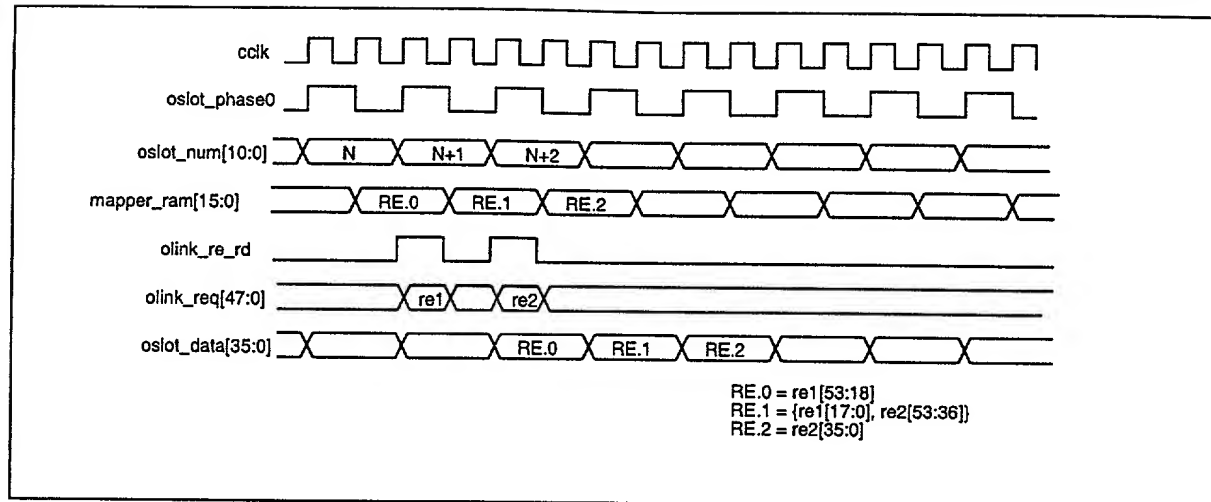 cclk
oslot_phase0
oslot_num[10:0] N N+1 N+2
mapper_ram[15:0] RE.0 RE.1 RE.2
olink_re_rd
olink_req[47:0] re1 re2
oslot_data[35:0] RE.0 RE.1 RE.2
RE.0 = re1[53:18]
RE.1 = {re1[17:0], re2[53:36]}
RE.2 = re2[35:0]